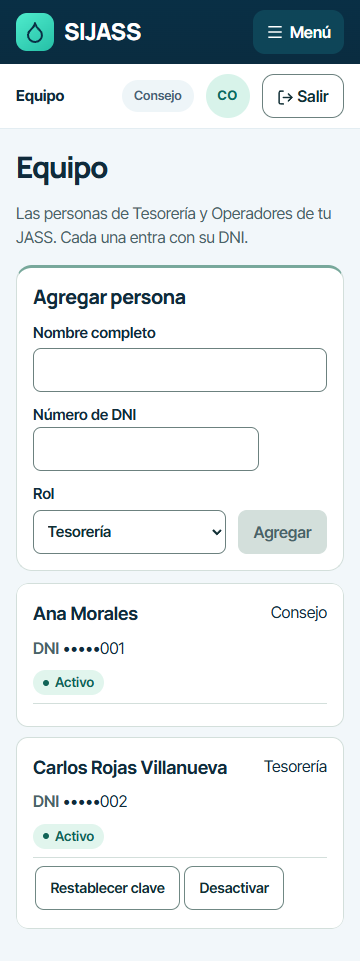 SIJASS
Menú
Equipo
Consejo
CO
Salir
Equipo
Las personas de Tesorería y Operadores de tu
JASS. Cada una entra con su DNI.
Agregar persona
Nombre completo
Número de DNI
Rol
Tesorería
Agregar
Ana Morales
Consejo
DNI •••••001
Activo
Carlos Rojas Villanueva
Tesorería
DNI •••••002
Activo
Restablecer clave
Desactivar